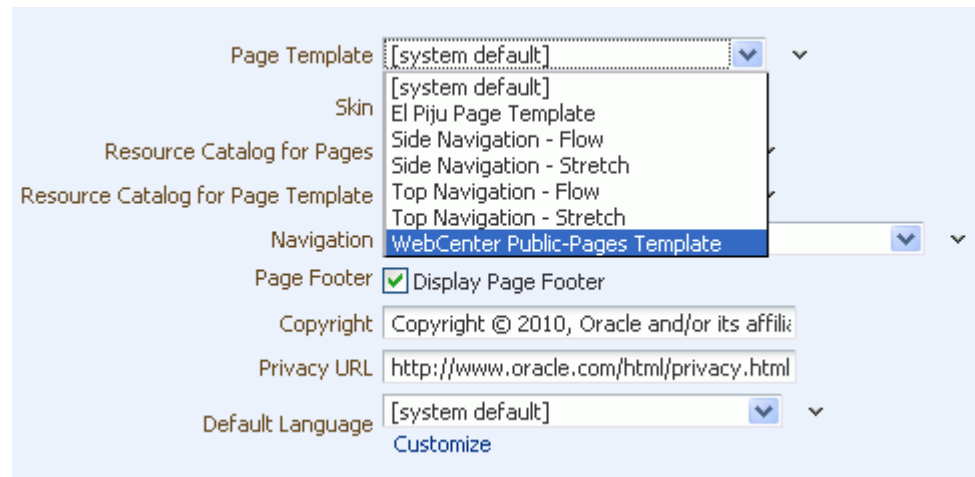 Page Template [system default]
[system default]
Skin El Piju Page Template
Side Navigation - Flow
Resource Catalog for Pages Side Navigation - Stretch
Resource Catalog for Page Template Top Navigation - Flow
Top Navigation - Stretch
Navigation WebCenter Public-Pages Template
Page Footer Display Page Footer
Copyright Copyright © 2010, Oracle and/or its affilia
Privacy URL http://www.oracle.com/html/privacy.html
Default Language [system default]
Customize